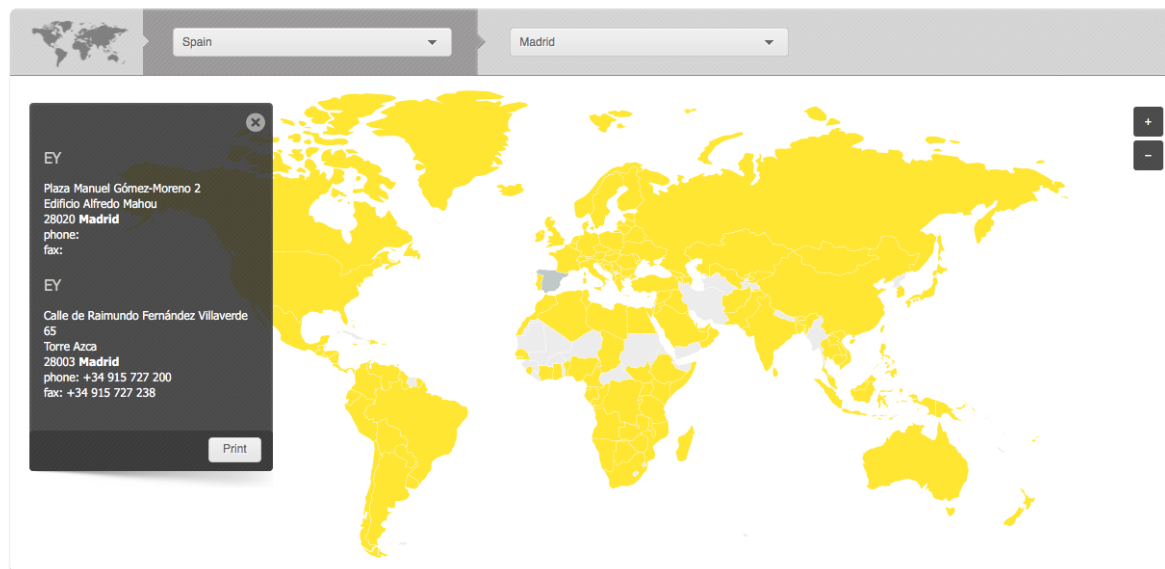 Spain
Madrid
+
−
EY
Plaza Manuel Gómez-Moreno 2
Edificio Alfredo Mahou
28020 Madrid
phone:
fax:
EY
Calle de Raimundo Fernández Villaverde
65
Torre Azca
28003 Madrid
phone: +34 915 727 200
fax: +34 915 727 238
Print